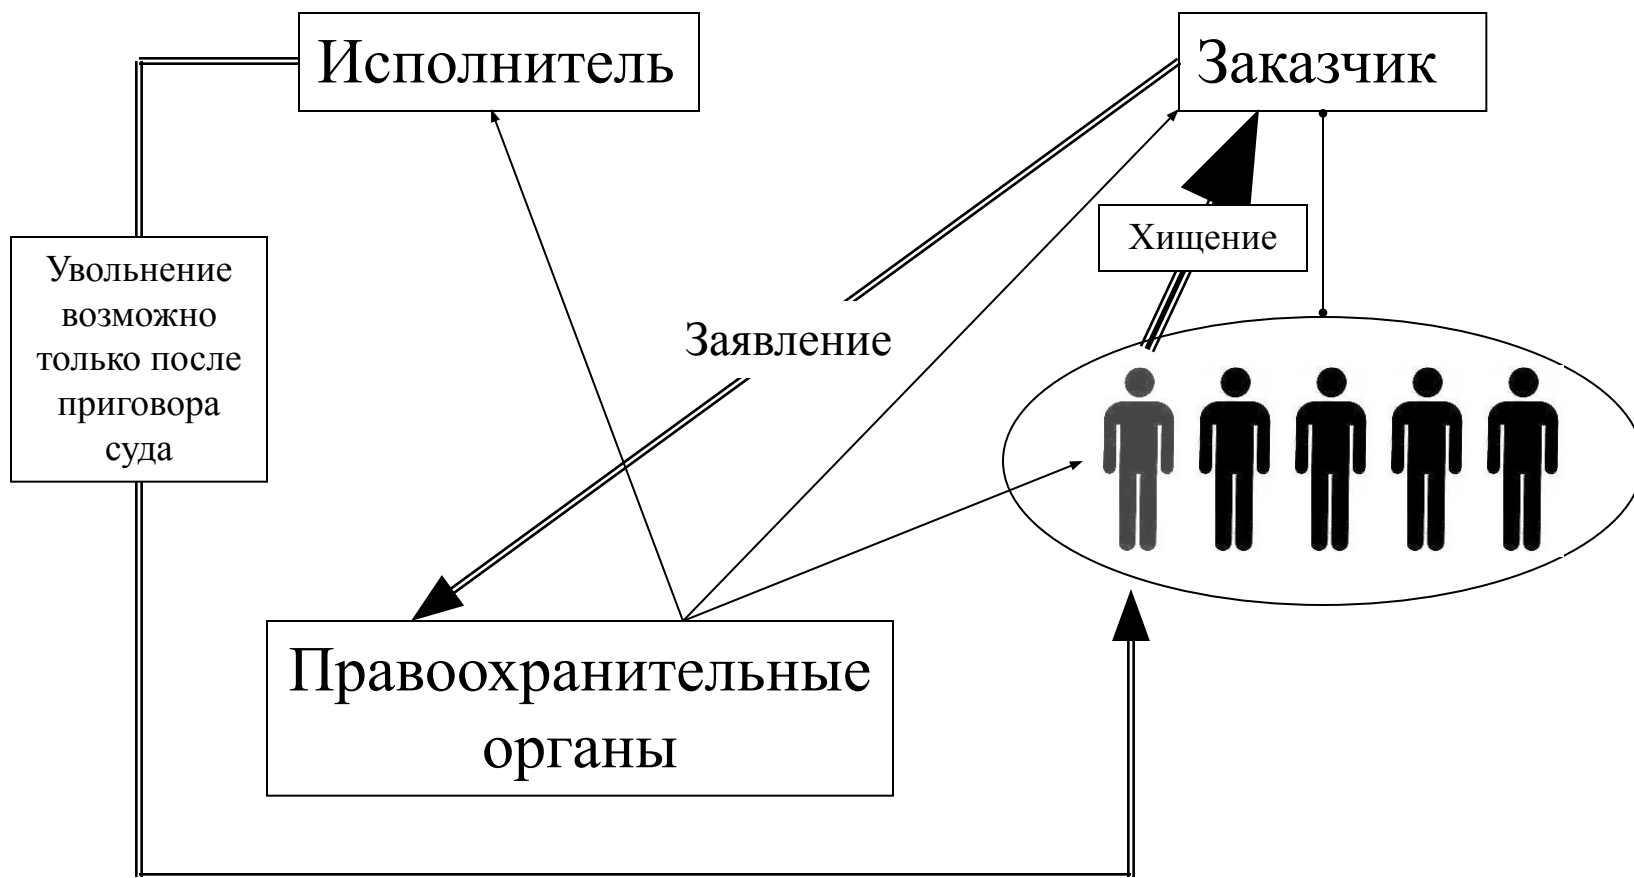 Исполнитель
Заказчик
Хищение
Увольнение
возможно
только после
приговора
суда
Заявление
Правоохранительные
органы